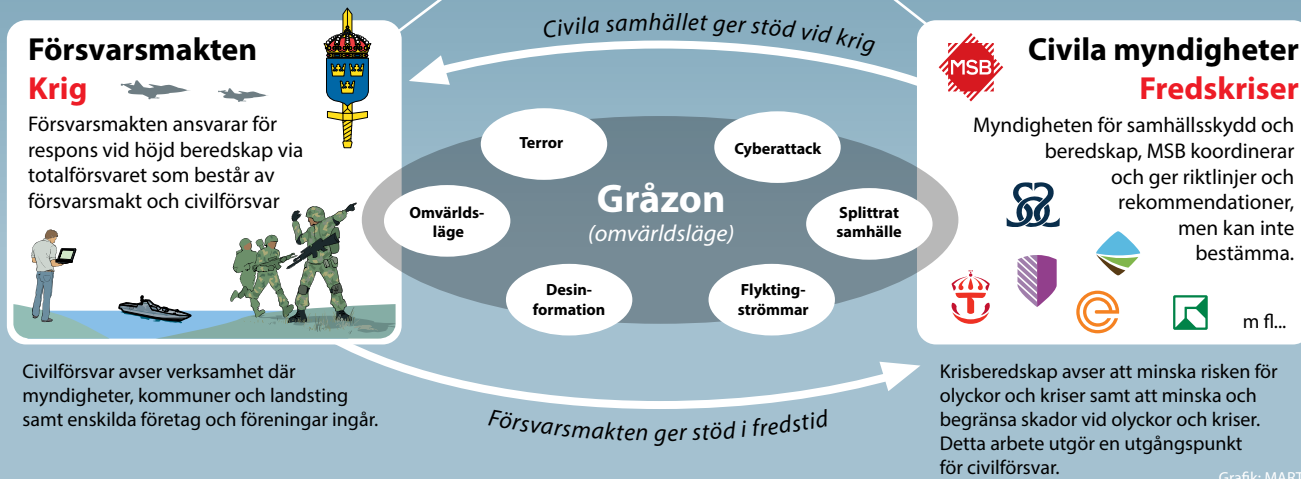 Försvarsmakten
Krig
Försvarsmakten ansvarar för
respons vid höjd beredskap via
totalförsvaret som består av
försvarsmakt och civilförsvar
Civila samhället ger stöd vid krig
MSB
Civila myndigheter
Fredskriser
Myndigheten för samhällsskydd och
beredskap, MSB koordinerar
och ger riktlinjer och
rekommendationer,
men kan inte
bestämma.
m fl...
Terror
Cyberattack
Omvärlds-
läge
Gråzon
(omvärldsläge)
Splittrat
samhälle
Desin-
formation
Flykting-
strömmar
Försvarsmakten ger stöd i fredstid
Civilförsvar avser verksamhet där
myndigheter, kommuner och landsting
samt enskilda företag och föreningar ingår.
Krisberedskap avser att minska risken för
olyckor och kriser samt att minska och
begränsa skador vid olyckor och kriser.
Detta arbete utgör en utgångspunkt
för civilförsvar.
Grafik: MART